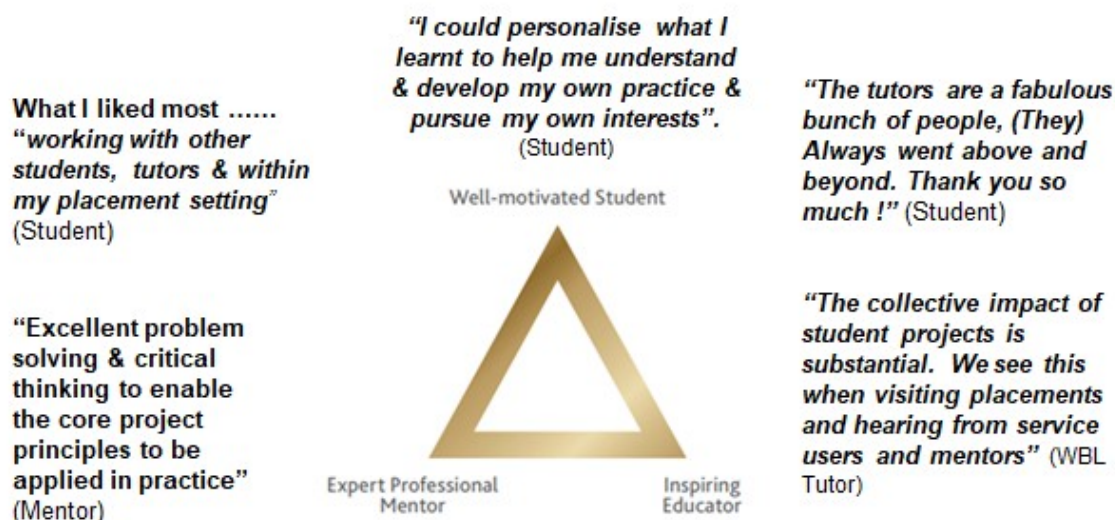 What I liked most ……
“working with other
students, tutors & within
my placement setting”
(Student)
“I could personalise what I
learnt to help me understand
& develop my own practice &
pursue my own interests”.
(Student)
“The tutors are a fabulous
bunch of people, (They)
Always went above and
beyond. Thank you so
much !” (Student)
Well-motivated Student
“Excellent problem
solving & critical
thinking to enable
the core project
principles to be
applied in practice”
(Mentor)
Expert Professional
Mentor
Inspiring
Educator
“The collective impact of
student projects is
substantial. We see this
when visiting placements
and hearing from service
users and mentors” (WBL
Tutor)